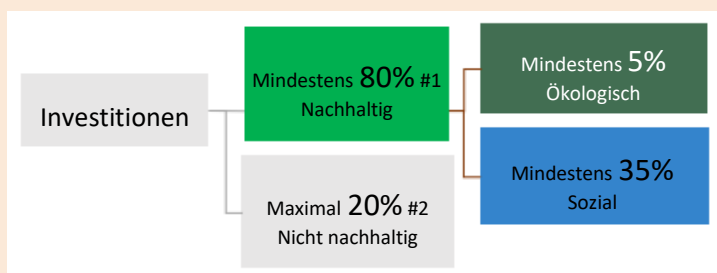 Investitionen
Mindestens 80% #1
Nachhaltig
Maximal 20% #2
Nicht nachhaltig
Mindestens 5%
Ökologisch
Mindestens 35%
Sozial